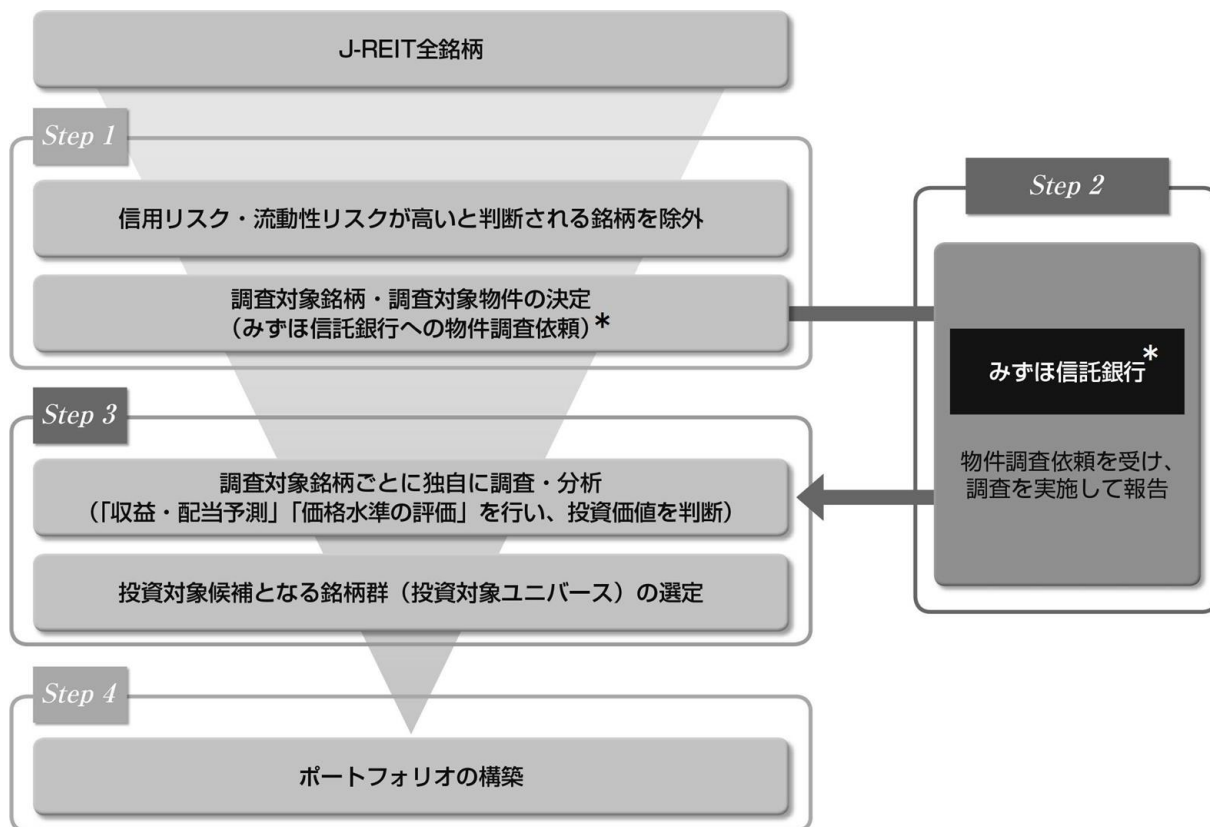 J-REIT全銘柄
Step 1
信用リスク・流動性リスクが高いと判断される銘柄を除外
調査対象銘柄・調査対象物件の決定
（みずほ信託銀行への物件調査依頼）*
Step 2
みずほ信託銀行*
物件調査依頼を受け、
調査を実施して報告
Step 3
調査対象銘柄ごとに独自に調査・分析
（「収益・配当予測」「価格水準の評価」を行い、投資価値を判断）
投資対象候補となる銘柄群（投資対象ユニバース）の選定
Step 4
ポートフォリオの構築